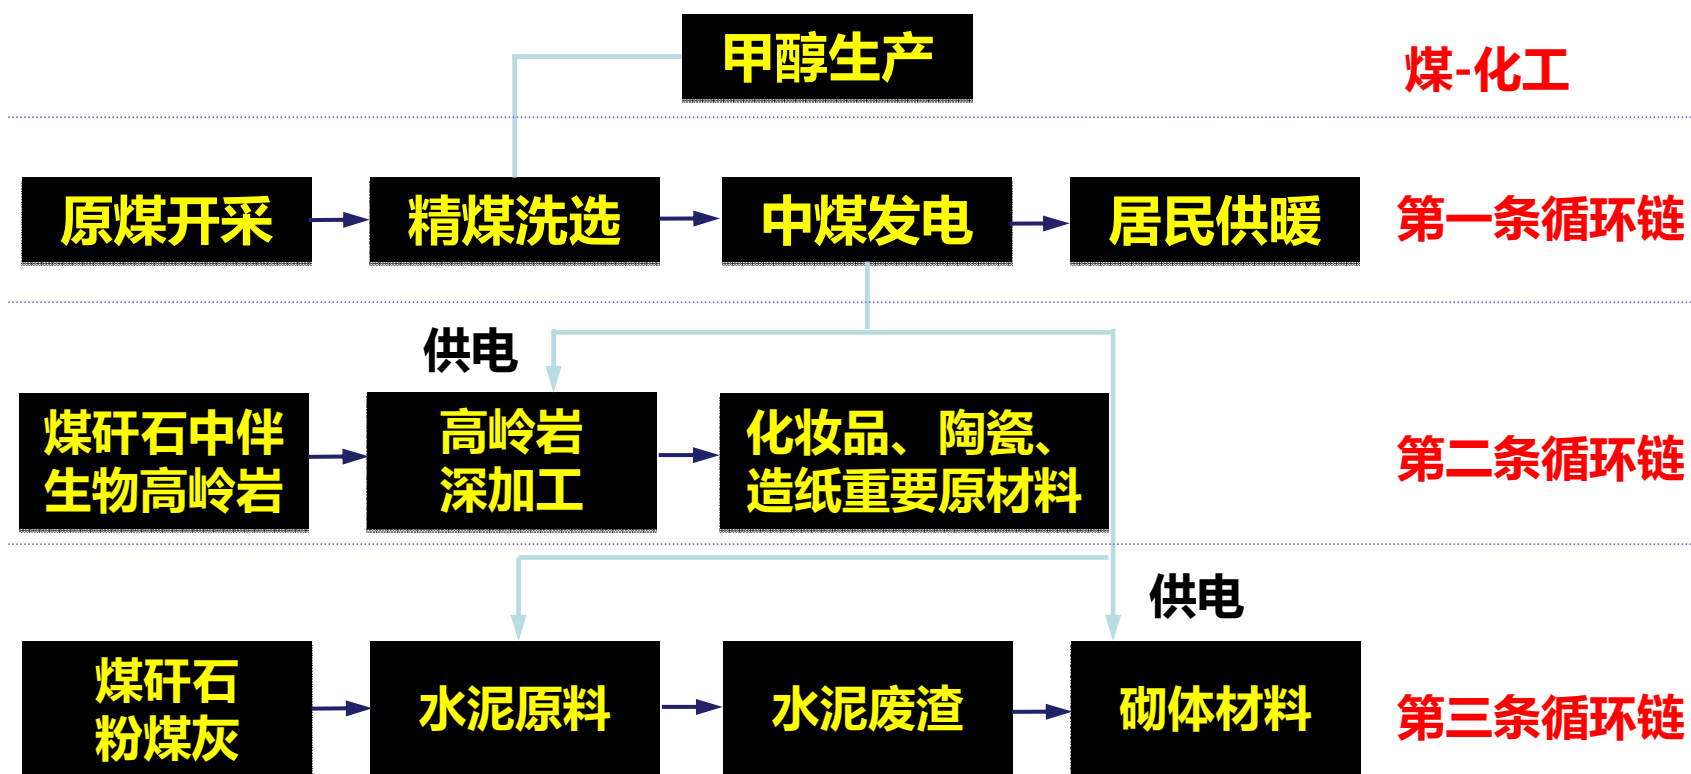 甲醇生产
煤-化工
原煤开采
精煤洗选
中煤发电
居民供暖
第一条循环链
供电
煤矸石中伴
生物高岭岩
高岭岩
深加工
化妆品、陶瓷、
造纸重要原材料
第二条循环链
供电
煤矸石
粉煤灰
水泥原料
水泥废渣
砌体材料
第三条循环链